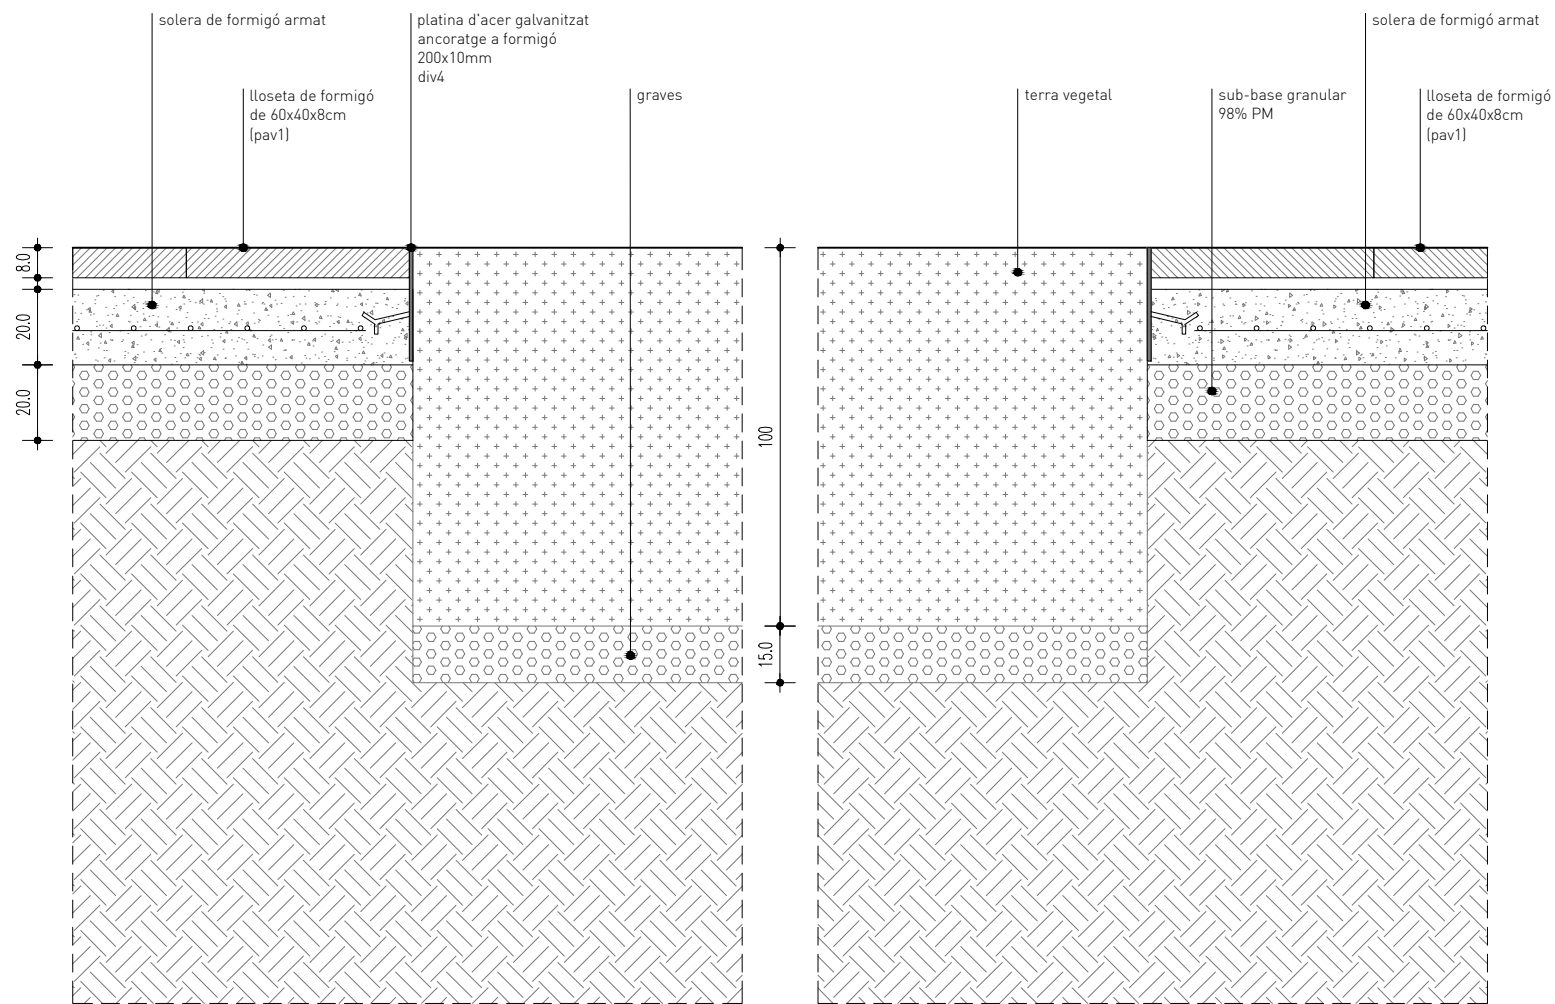 solera de formigó armat
platina d'acer galvanitzat
ancoratge a formigó
200x10mm
div4
solera de formigó armat
lloseta de formigó
de 60x40x8cm
(pav1)
graves
terra vegetal
sub-base granular
98% PM
lloseta de formigó
de 60x40x8cm
(pav1)
8.0
20.0
20.0
100
15.0